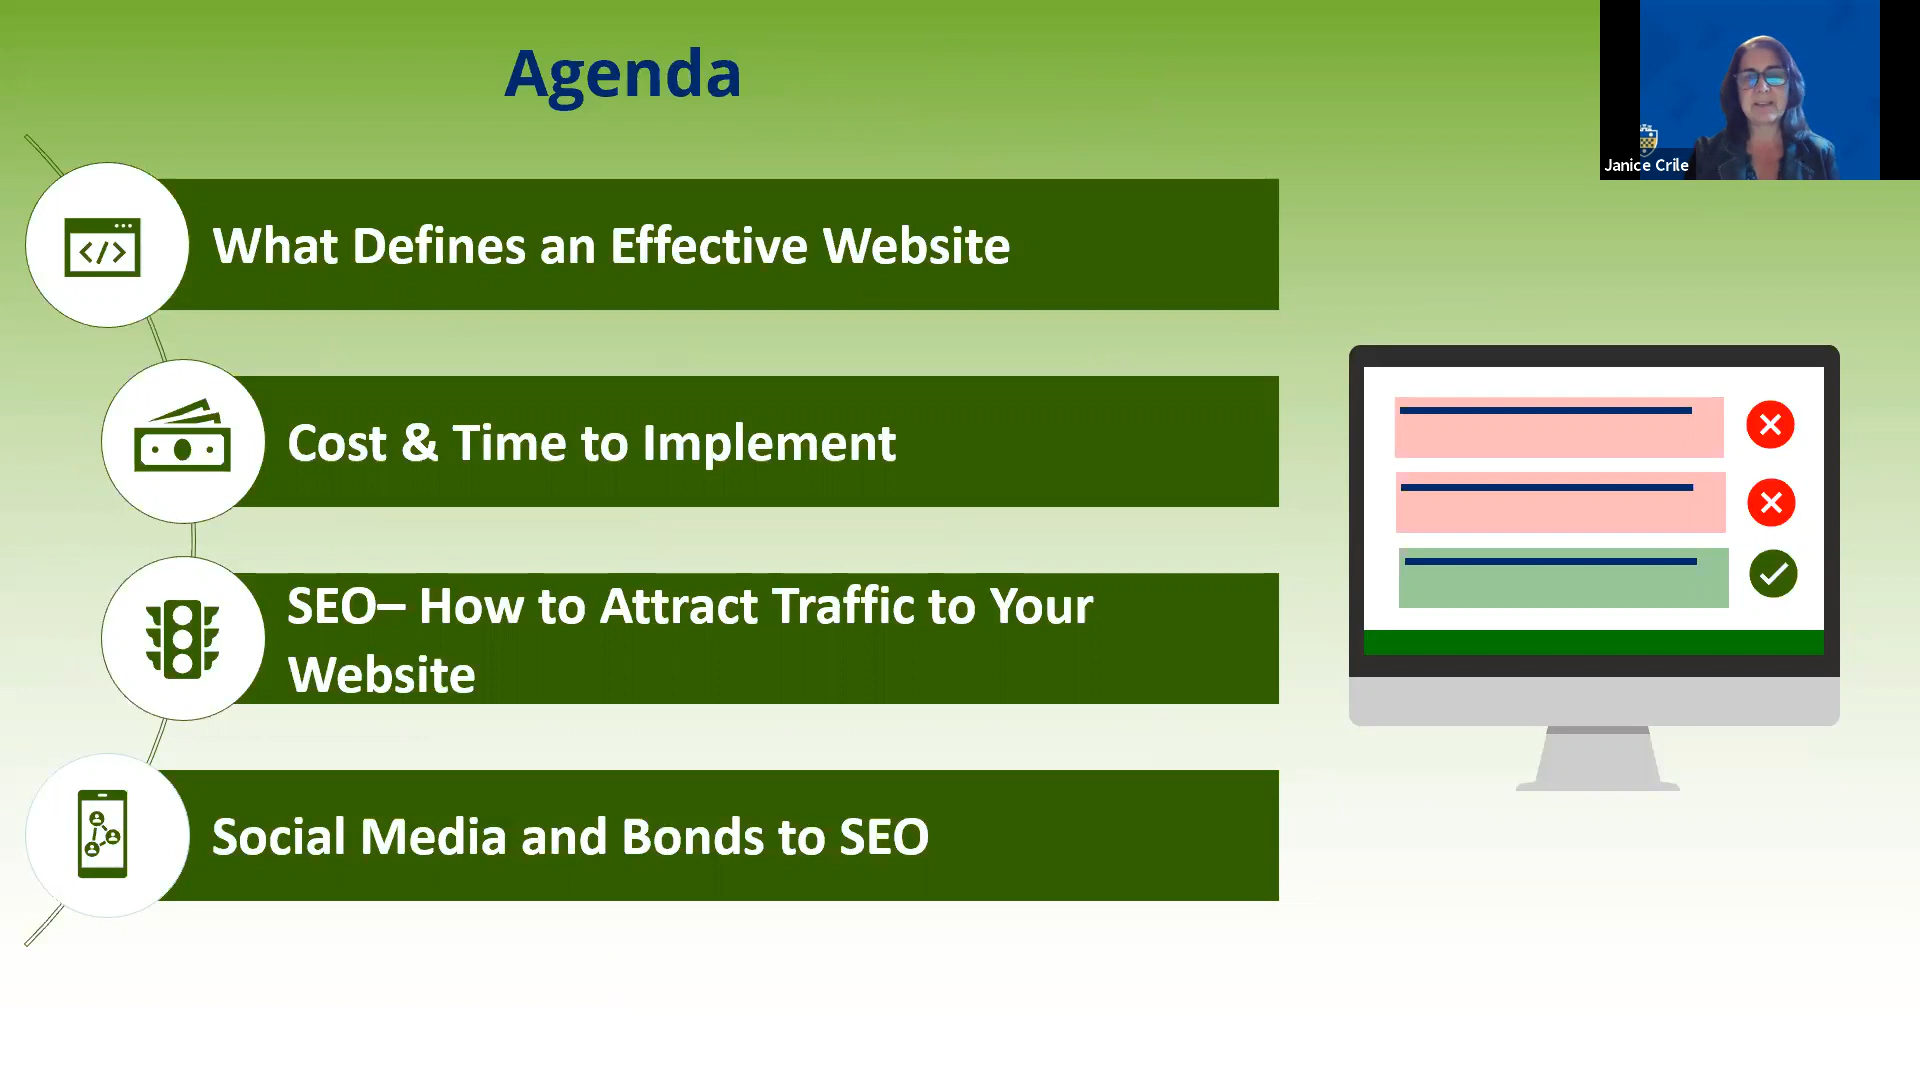 Agenda
Janice Crile
What Defines an Effective Website
Cost & Time to Implement
SEO– How to Attract Traffic to Your
Website
Social Media and Bonds to SEO